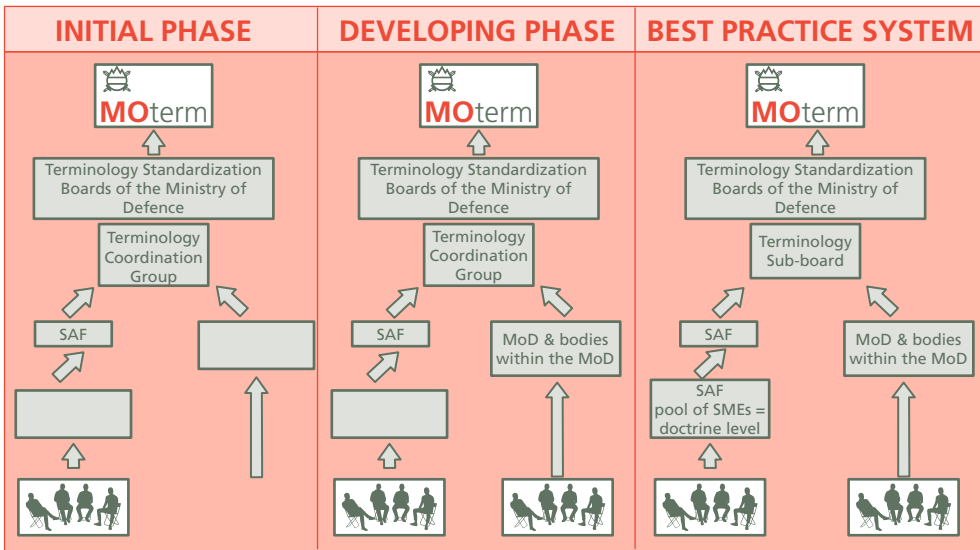 INITIAL PHASE
MOterm
Terminology Standardization
Boards of the Ministry of
Defence
Terminology
Coordination
Group
SAF
DEVELOPING PHASE
MOterm
Terminology Standardization
Boards of the Ministry of
Defence
Terminology
Coordination
Group
SAF
MoD & bodies
within the MoD
BEST PRACTICE SYSTEM
MOterm
Terminology Standardization
Boards of the Ministry of
Defence
Terminology
Sub-board
SAF
MoD & bodies
within the MoD
SAF
pool of SMEs =
doctrine level